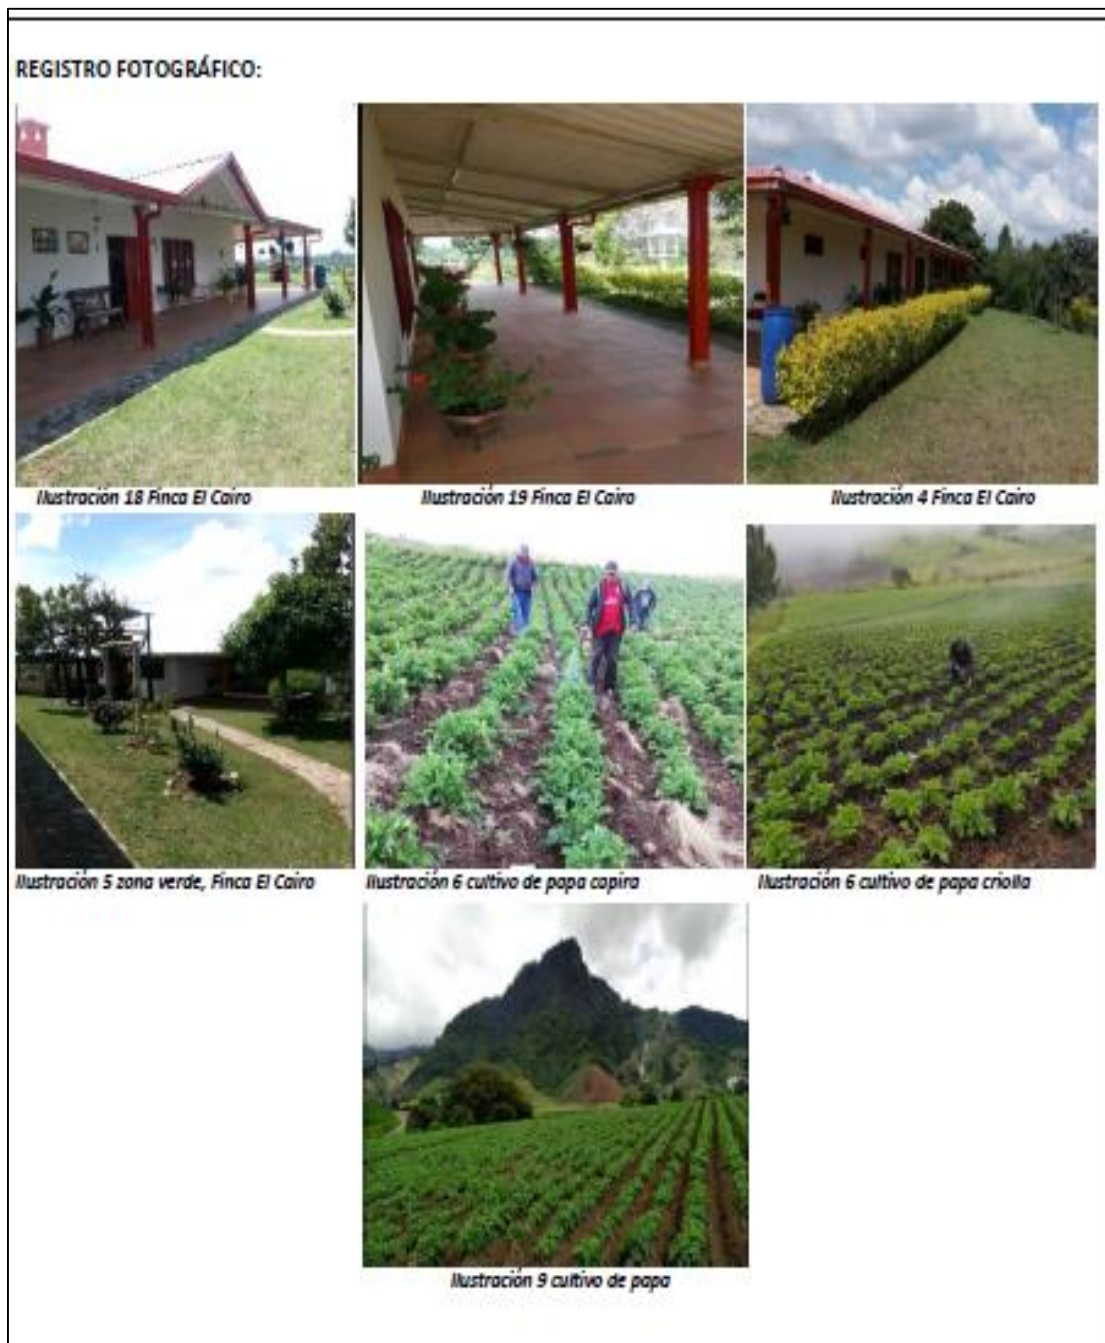 REGISTRO FOTOGRÁFICO:
Ilustración 18 Finca El Cairo
Ilustración 19 Finca El Cairo
Ilustración 4 Finca El Cairo
Ilustración 5 zona verde, Finca El Cairo
Ilustración 6 cultivo de papa capira
Ilustración 6 cultivo de papa criolla
Ilustración 9 cultivo de papa